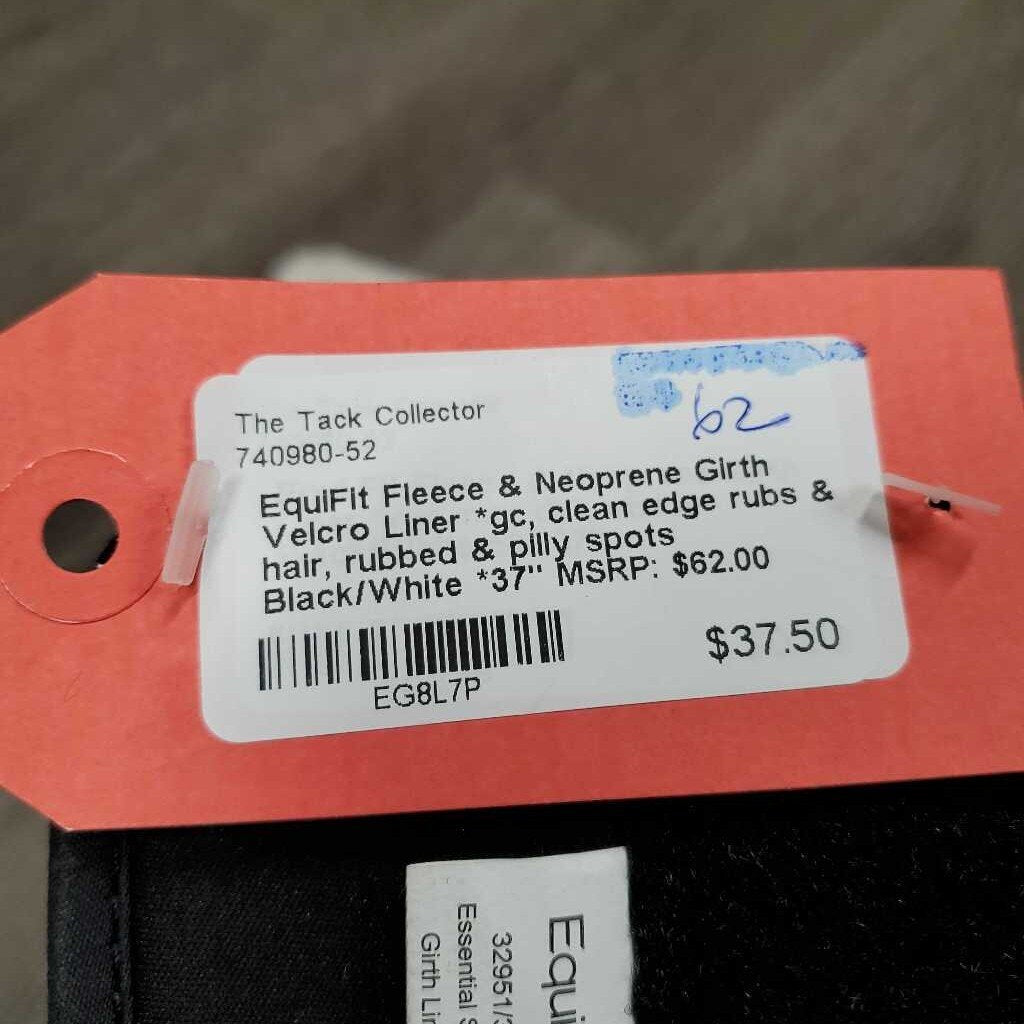 The Tack Collector
740980-52
62
EquiFit Fleece & Neoprene Girth
Velcro Liner *gc, clean edge rubs &
hair, rubbed & pilly spots
Black/White *37" MSRP: $62.00
$37.50
EG8L7P
Equi
32951/
Essential
Girth